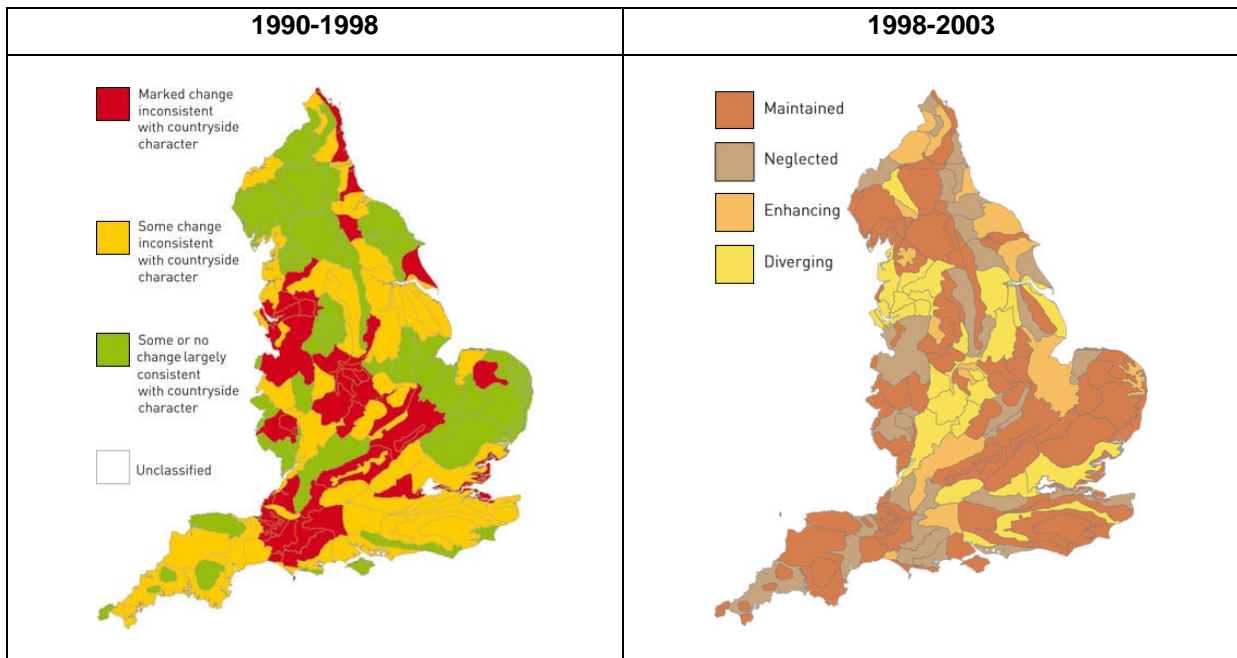 1990-1998
1998-2003
Marked change
inconsistent
with countryside
character
Some change
inconsistent
with countryside
character
Some or no
change largely
consistent
with countryside
character
Unclassified
Maintained
Neglected
Enhancing
Diverging